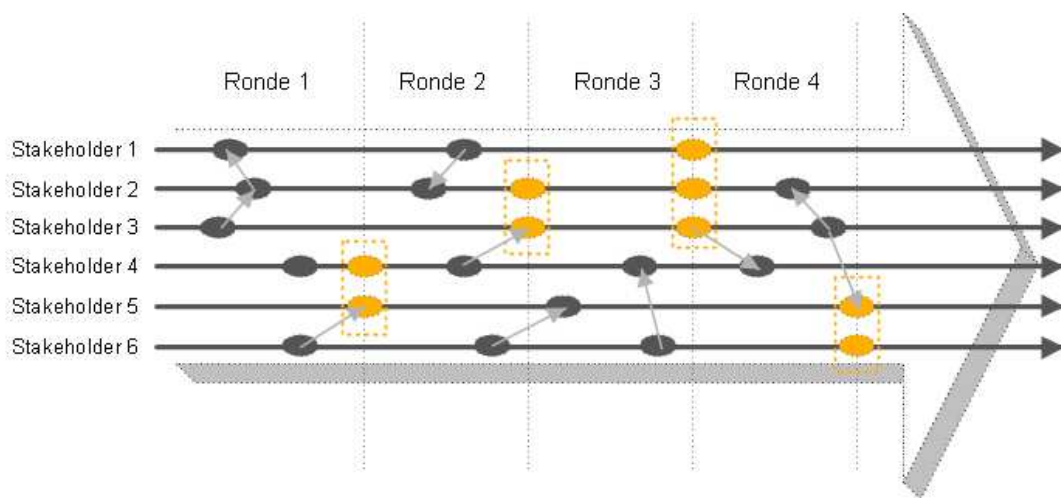 Ronde 1
Ronde 2
Ronde 3
Ronde 4
Stakeholder 1
Stakeholder 2
Stakeholder 3
Stakeholder 4
Stakeholder 5
Stakeholder 6